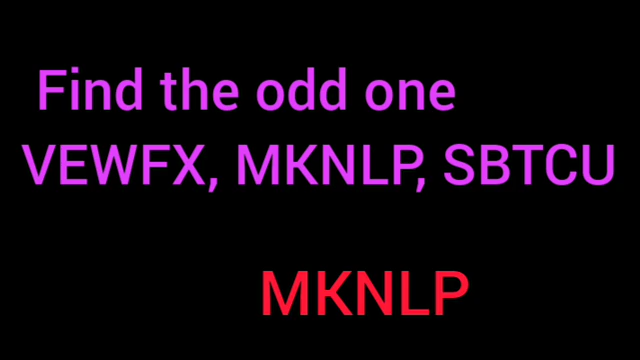 Find the odd one
VEWFX, MKNLP, SBTCU
MKNLP